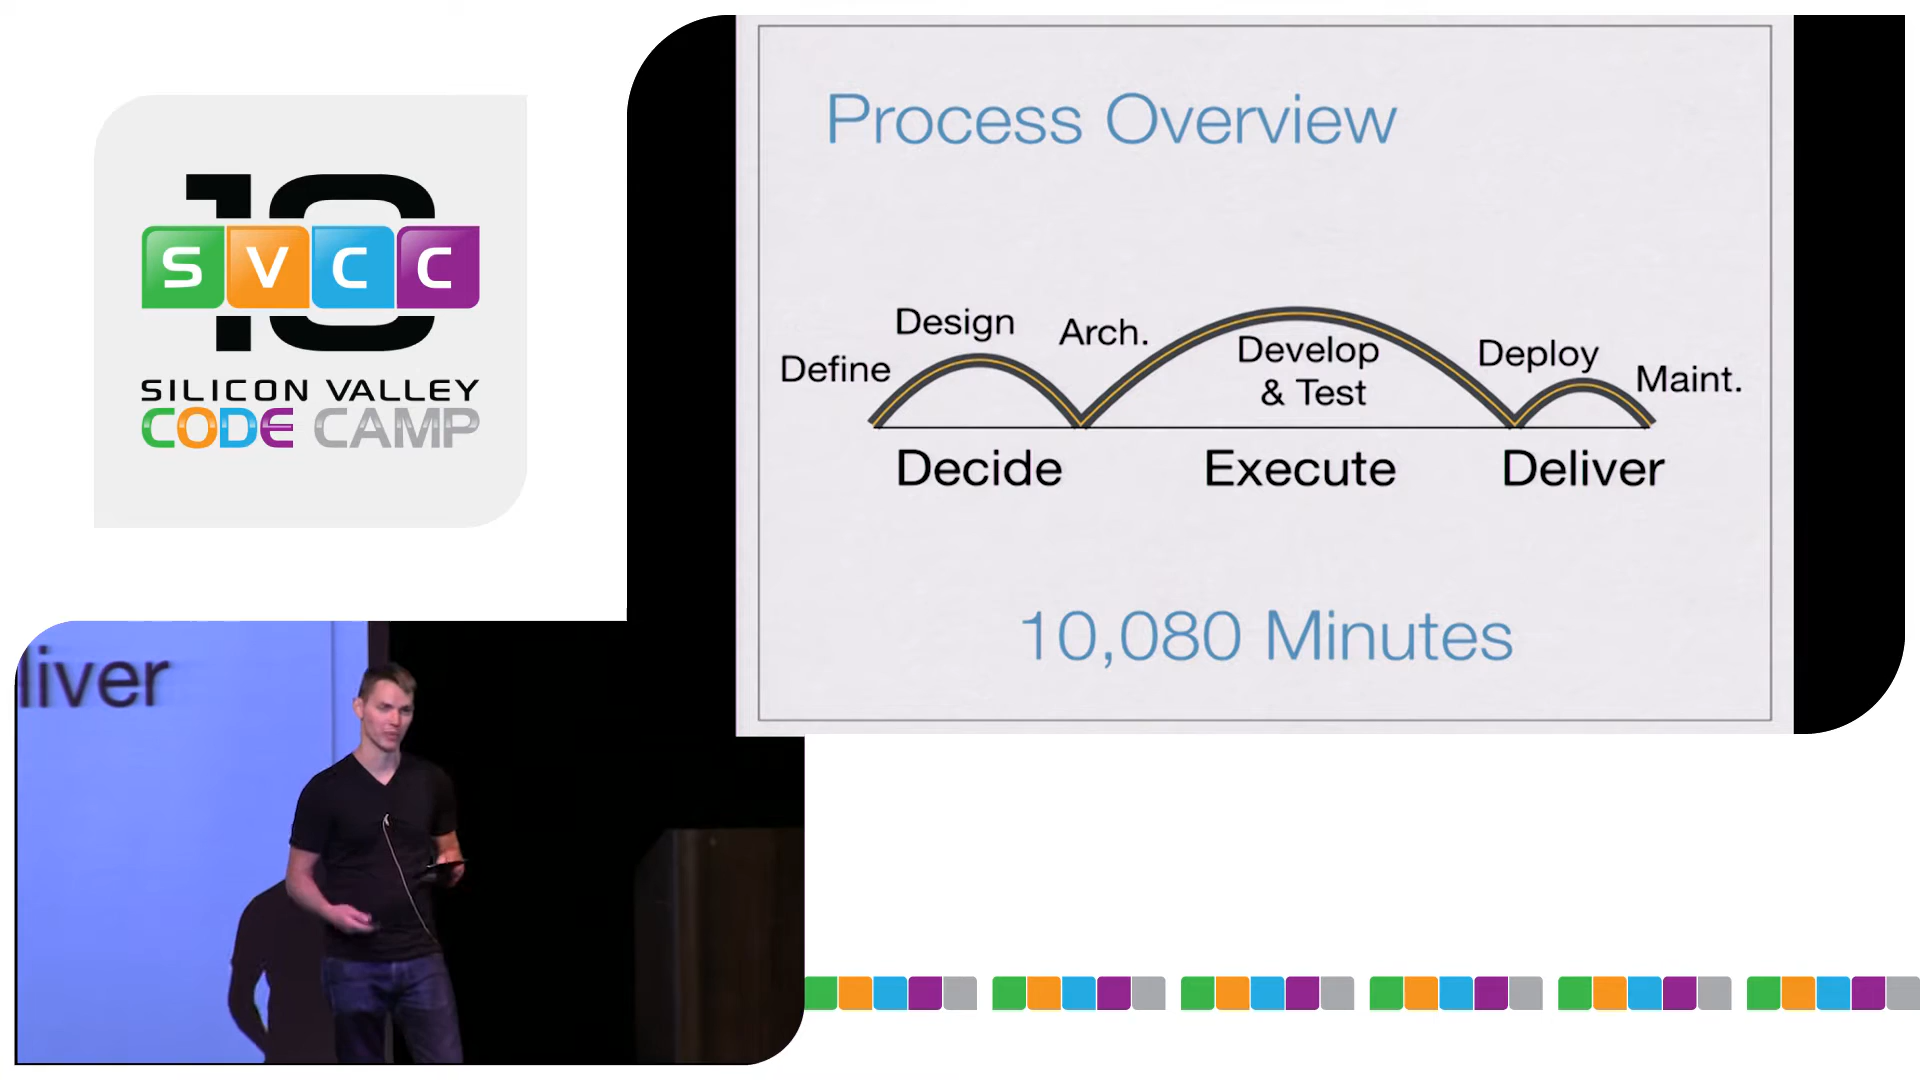 10
SVCC
SILICON VALLEY
CODE CAMP
Process Overview
Define
Design
Arch.
Develop
& Test
Deploy
Maint.
Decide
Execute
Deliver
10,080 Minutes
liver